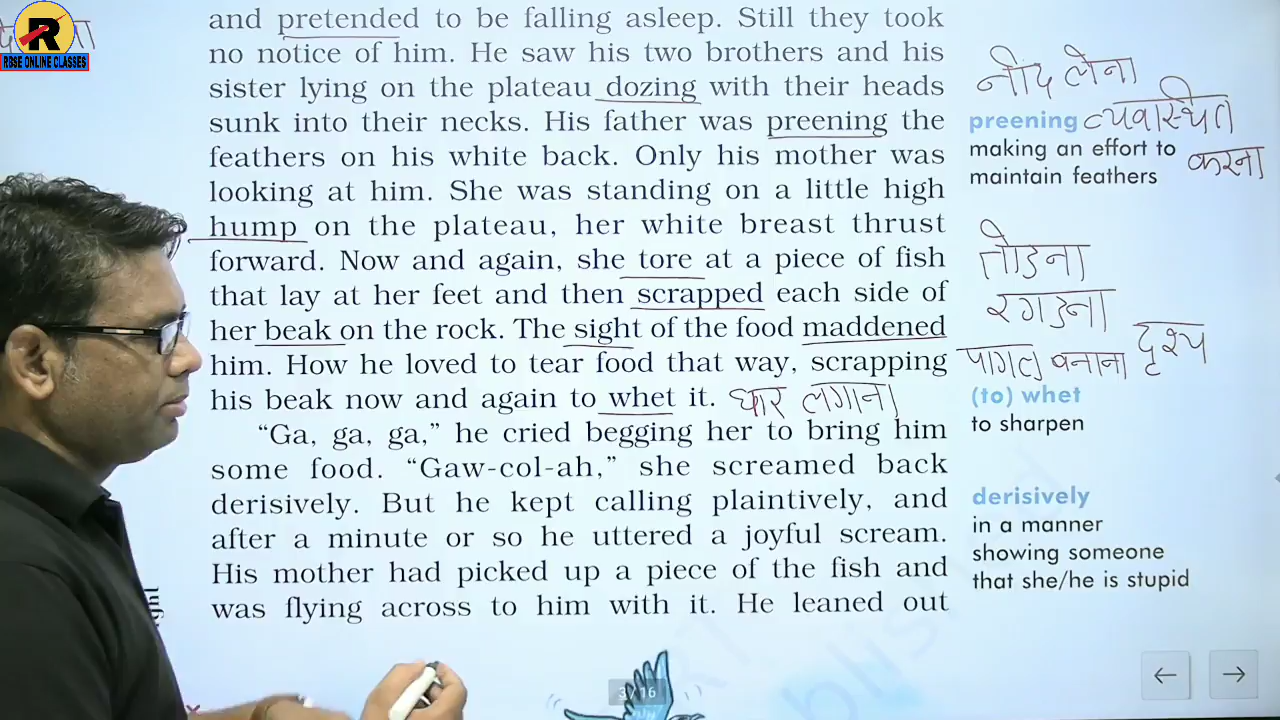 R
RBSE ONLINE CLASSES
and pretended to be falling asleep. Still they took
no notice of him. He saw his two brothers and his
sister lying on the plateau dozing with their heads
sunk into their necks. His father was preening the
feathers on his white back. Only his mother was
looking at him. She was standing on a little high
hump on the plateau, her white breast thrust
forward. Now and again, she tore at a piece of fish
that lay at her feet and then scrapped each side of
her beak on the rock. The sight of the food maddened
him. How he loved to tear food that way, scrapping
his beak now and again to whet it. धार लगाना
“Ga, ga, ga,” he cried begging her to bring him
some food. “Gaw-col-ah,” she screamed back
derisively. But he kept calling plaintively, and
after a minute or so he uttered a joyful scream.
His mother had picked up a piece of the fish and
was flying across to him with it. He leaned out
नींद लेना
preening व्यवस्थित
making an effort to करना
maintain feathers
तोडना
रगडना
पागल बनाना दृश्य
(to) whet
to sharpen
derisively
in a manner
showing someone
that she/he is stupid
3 / 16